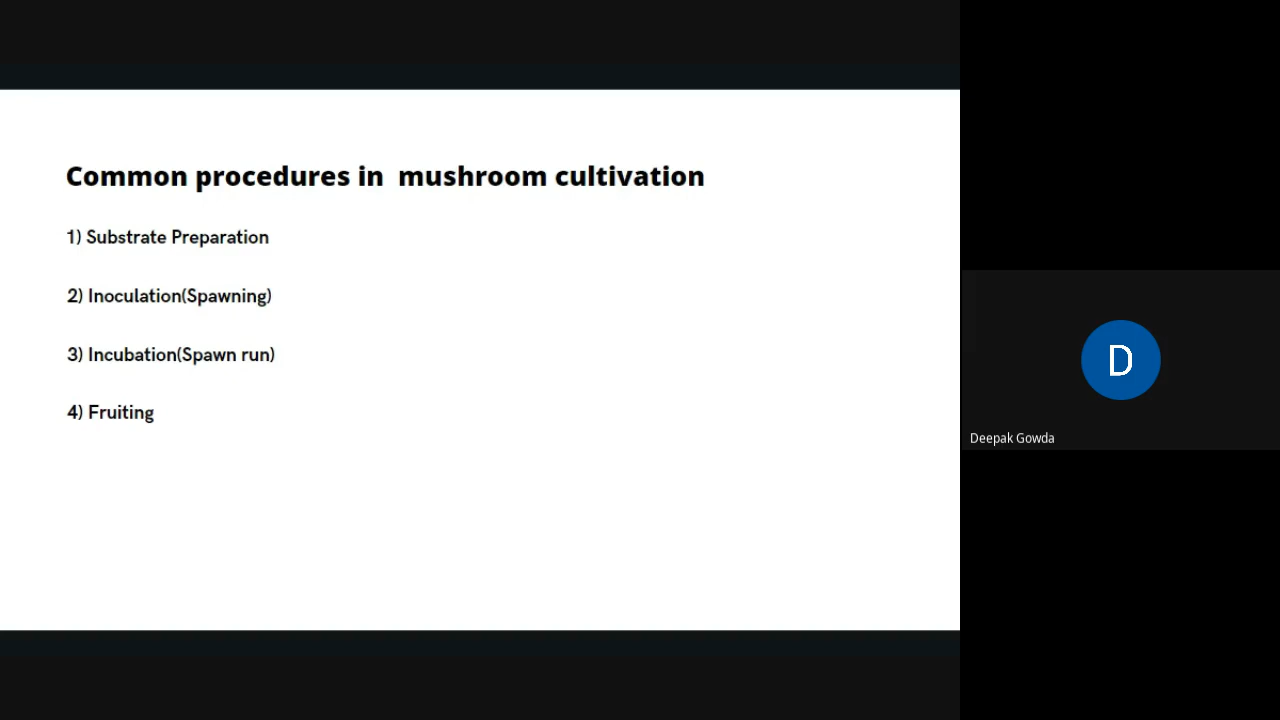 Common procedures in  mushroom cultivation
1) Substrate Preparation
2) Inoculation(Spawning)
3) Incubation(Spawn run)
4) Fruiting
D
Deepak Gowda